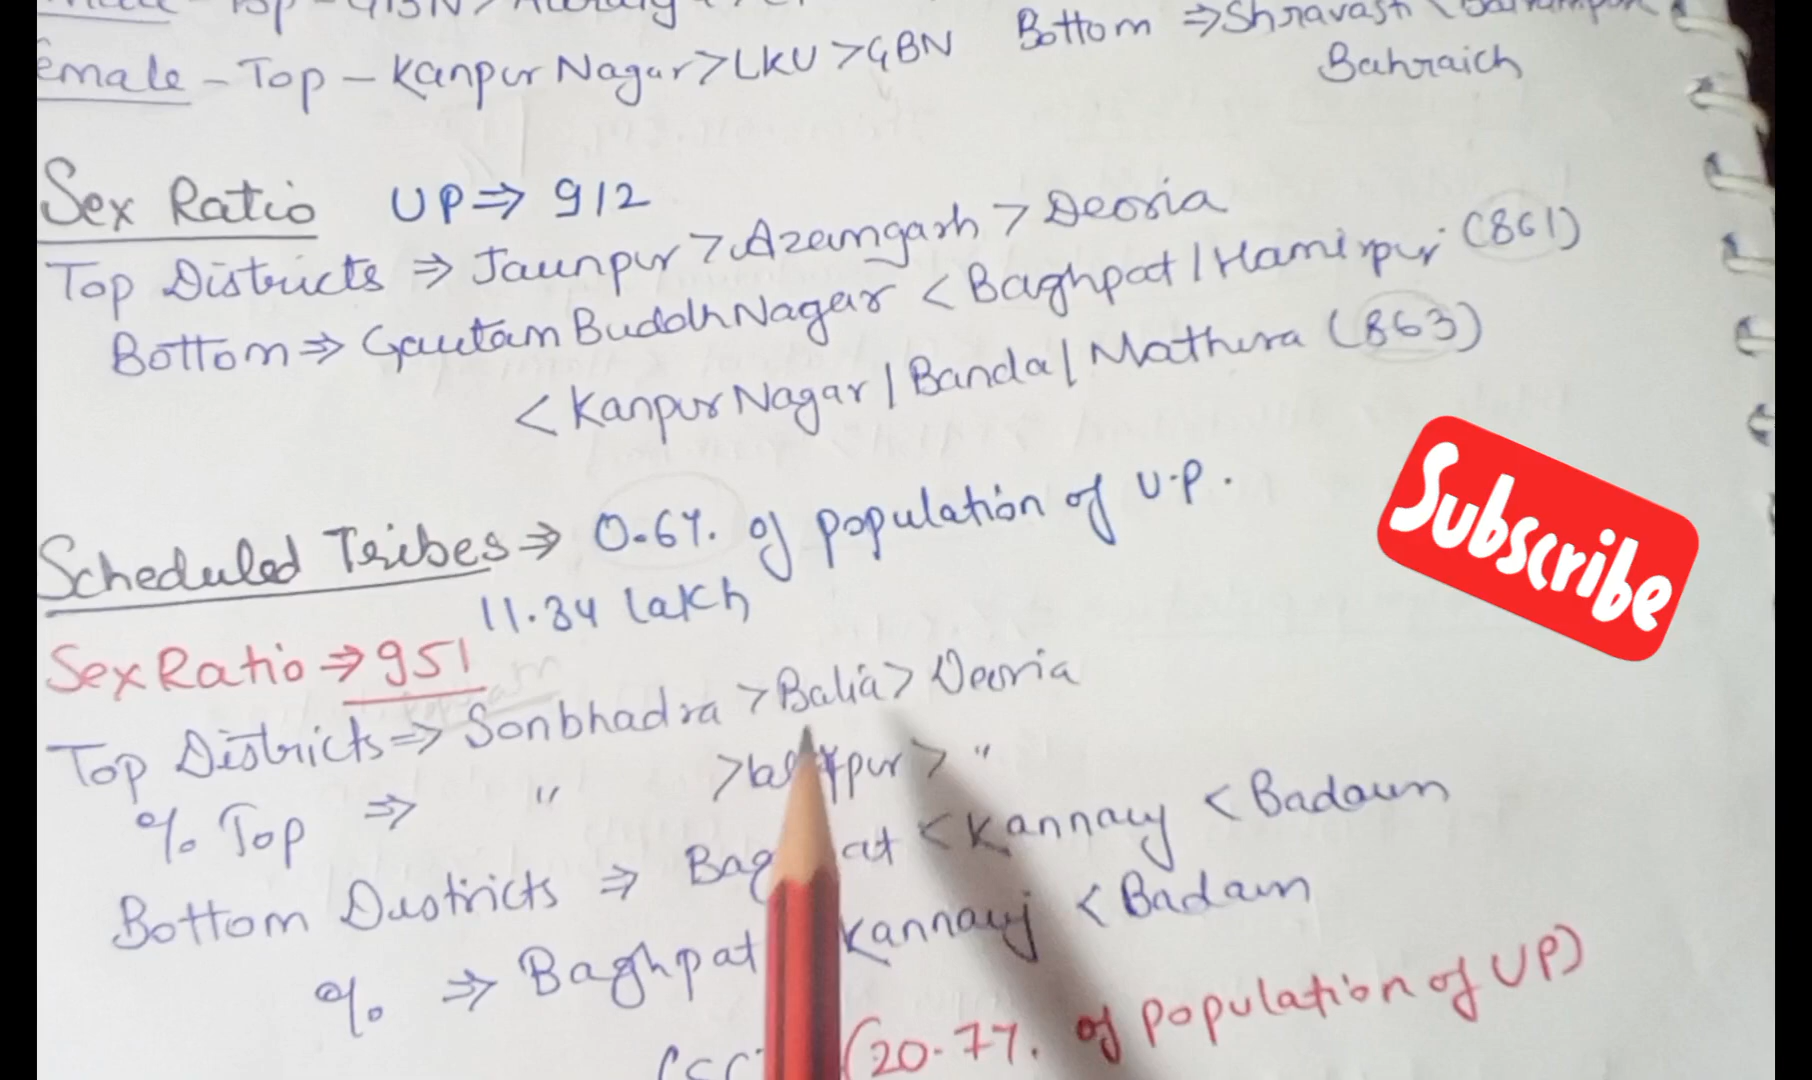 Top - GBN >
emale - Top - Kanpur Nagar > LKU > GBN Bottom ⇒ Shravasti <
Bahraich
Sex Ratio UP ⇒ 912
Top Districts ⇒ Jaunpur > Azamgarh > Deoria
Bottom ⇒ Gautam Buddh Nagar < Baghpat / Hamirpur (861)
< Kanpur Nagar / Banda / Mathura (863)
Scheduled Tribes ⇒ 0.6%. of population of U.P.
11.34 lakh
Sex Ratio ⇒ 951
Top Districts ⇒ Sonbhadra > Balia > Deoria
% Top ⇒ " > > "
Bottom Districts ⇒ < Kannauj < Badaun
% ⇒ Baghpat Kannauj < Badaun
(20.7%. of population of UP)
Subscribe